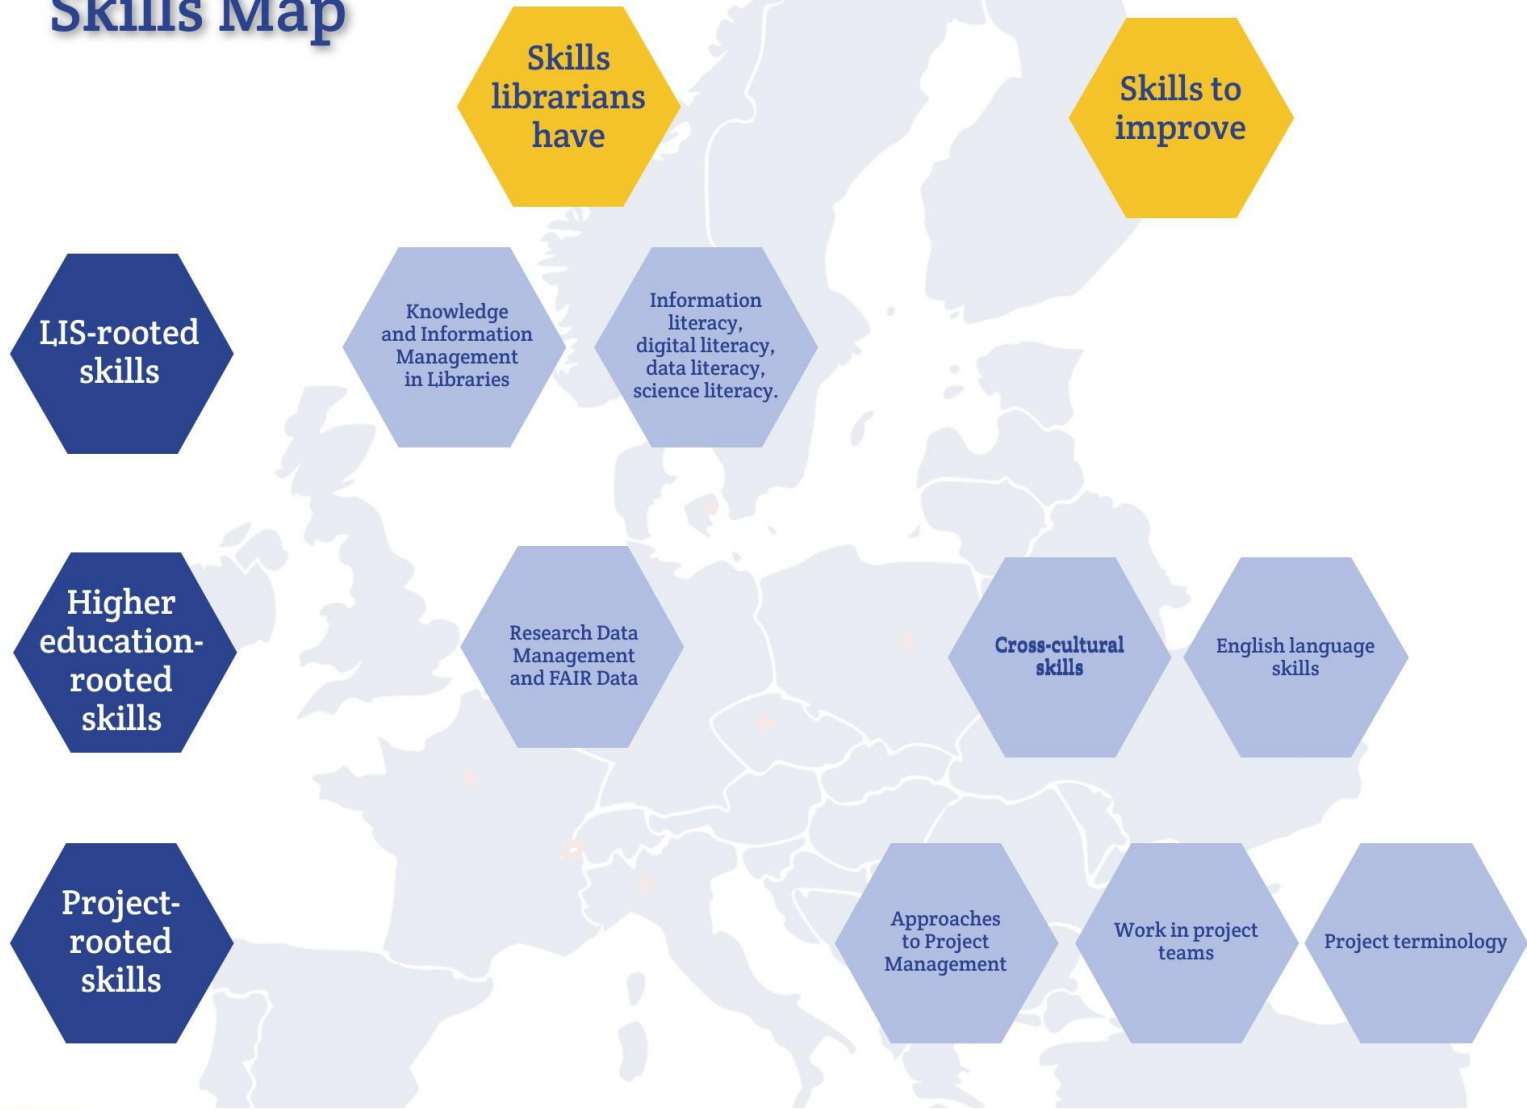 Skills Map
Skills
librarians
have
Skills to
improve
LIS-rooted
skills
Knowledge
and Information
Management
in Libraries
Information
literacy,
digital literacy,
data literacy,
science literacy.
Higher
education-
rooted
skills
Research Data
Management
and FAIR Data
Cross-cultural
skills
English language
skills
Project-
rooted
skills
Approaches
to Project
Management
Work in project
teams
Project terminology